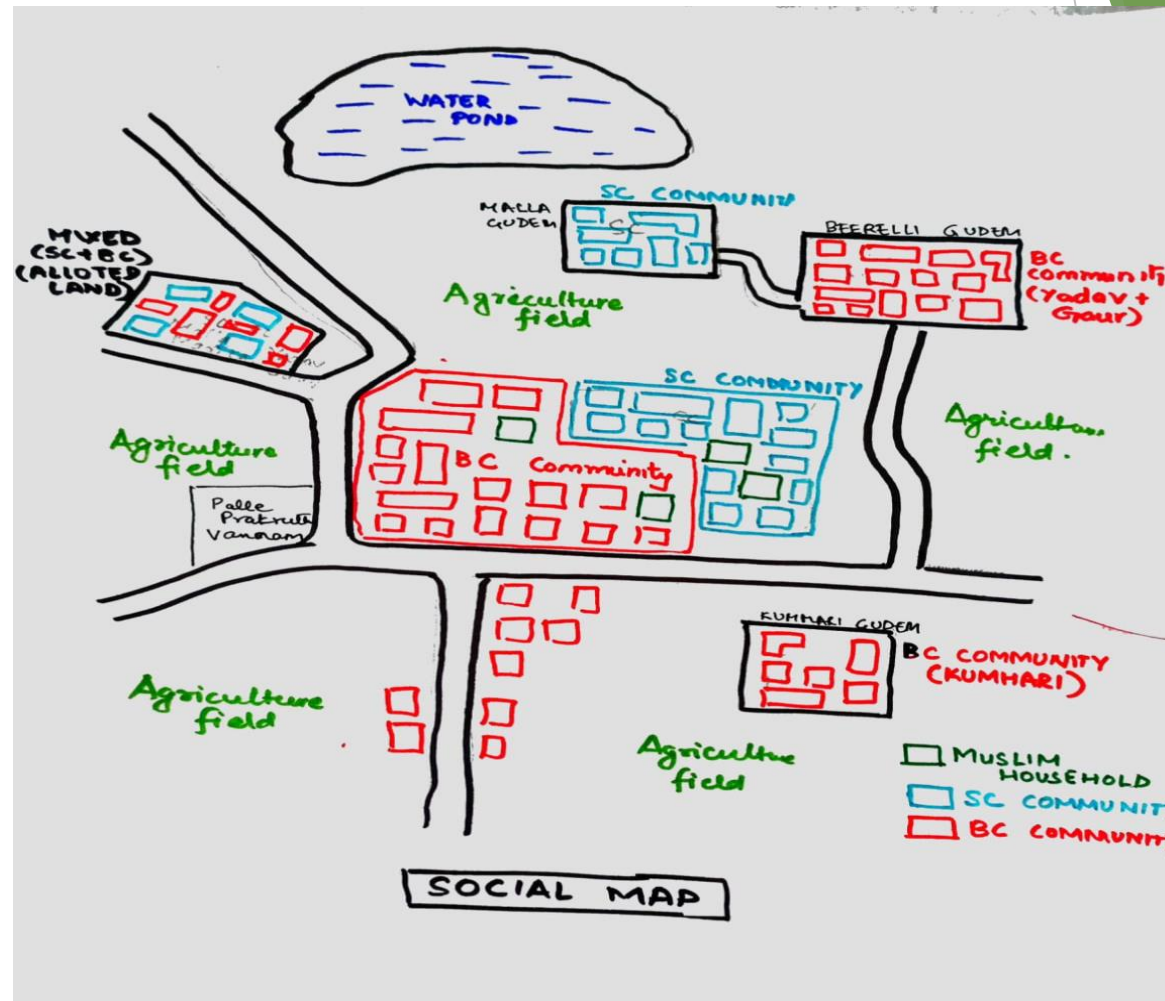 WATER
POND
SC COMMUNITY
MALLA
GUDEM
SC
BEERELLI GUDEM
BC
community
(Yadav +
Gour)
MIXED
(SC+BC)
(ALLOTED
LAND)
Agriculture
field
SC COMMUNITY
SC
BC Community
Agriculture
field
Agriculture
field.
Palle
Prakruthi
Vanam
KUMMARI GUDEM
BC COMMUNITY
(KUMHARI)
Agriculture
field
Agriculture
field
MUSLIM
HOUSEHOLD
SC COMMUNIT
BC COMMUNIT
SOCIAL MAP